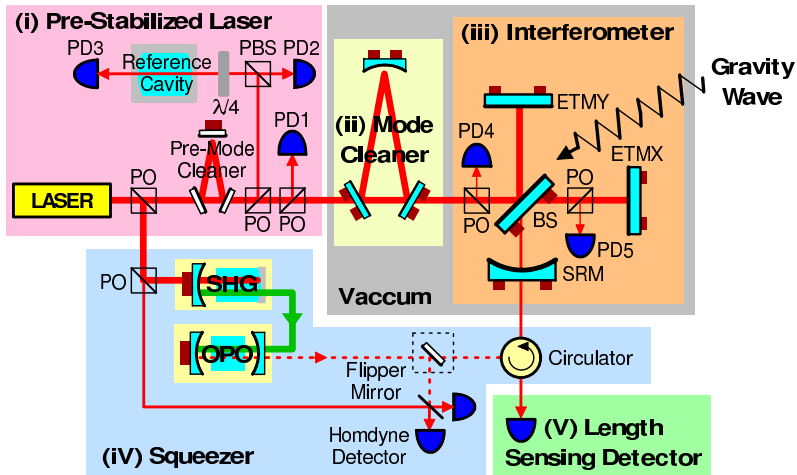 (i) Pre-Stabilized Laser
PD3
Reference
Cavity
PBS
PD2
λ/4
PD1
Pre-Mode
Cleaner
PO
LASER
PO
PO
(ii) Mode
Cleaner
(iii) Interferometer
ETMY
Gravity
Wave
PD4
ETMX
PO
PO
BS
PD5
SRM
Vaccum
PO
SHG
OPO
Flipper
Mirror
Circulator
Homdyne
Detector
(iV) Squeezer
(V) Length
Sensing Detector